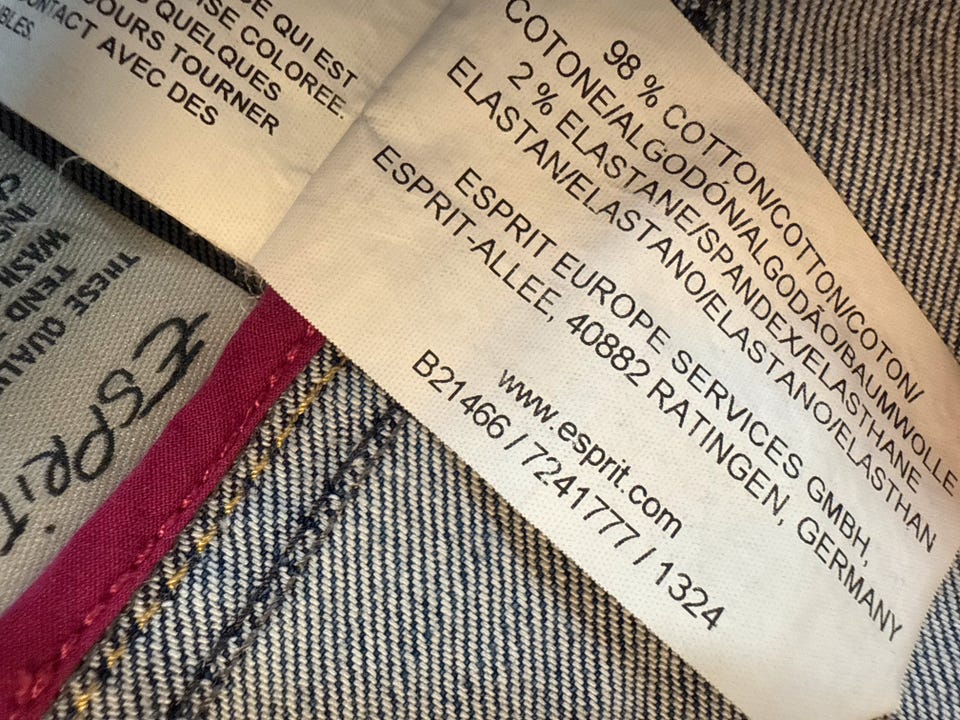 QUI EST
COLOREE.
QUELQUES
TOURNER
CONTACT AVEC DES
98 % COTTON/COTTON/COTON/
COTONE/ALGODÓN/ALGODÃO/BAUMWOLLE
2 % ELASTANE/SPANDEX/ELASTHANE
ELASTAN/ELASTANO/ELASTANO/ELASTHAN
ESPRIT EUROPE SERVICES GMBH,
ESPRIT-ALLEE, 40882 RATINGEN, GERMANY
www.esprit.com
B21466 / 7241777 / 1324
ESPRIT
THESE
TEND
WASH